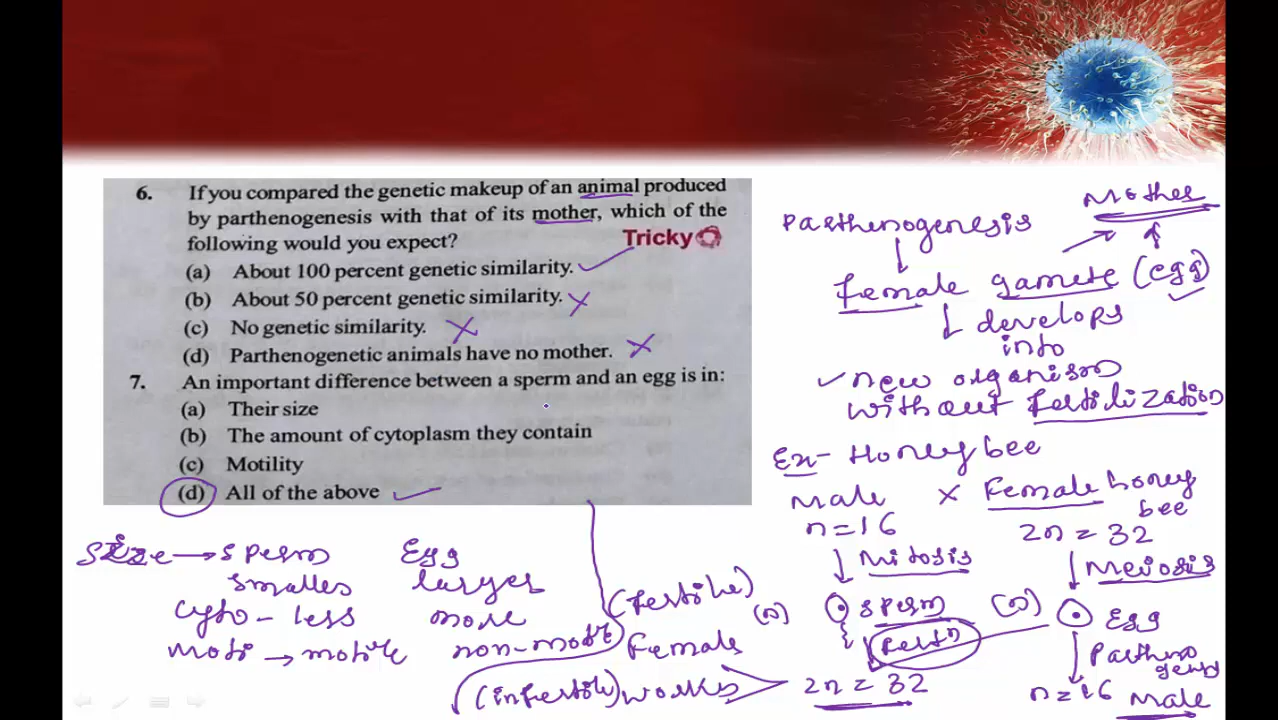 6. If you compared the genetic makeup of an animal produced
by parthenogenesis with that of its mother, which of the
following would you expect?
Tricky
(a) About 100 percent genetic similarity.
(b) About 50 percent genetic similarity.
(c) No genetic similarity.
(d) Parthenogenetic animals have no mother.
7. An important difference between a sperm and an egg is in:
(a) Their size
(b) The amount of cytoplasm they contain
(c) Motility
(d) All of the above
Size → sperm Egg
smaller larger
cyto - less more
moti → motile non-motile
Mother
Parthenogenesis
Female gamete (egg)
develops
into
new organism
without fertilization
Ex- Honeybee
Male × Female honey
bee
n=16 2n = 32
Mitosis Meiosis
sperm (n) Egg
(n)
Fertn
Partheno
genesis
(fertile)
Female
(infertile) works
2n = 32
n=16 Male